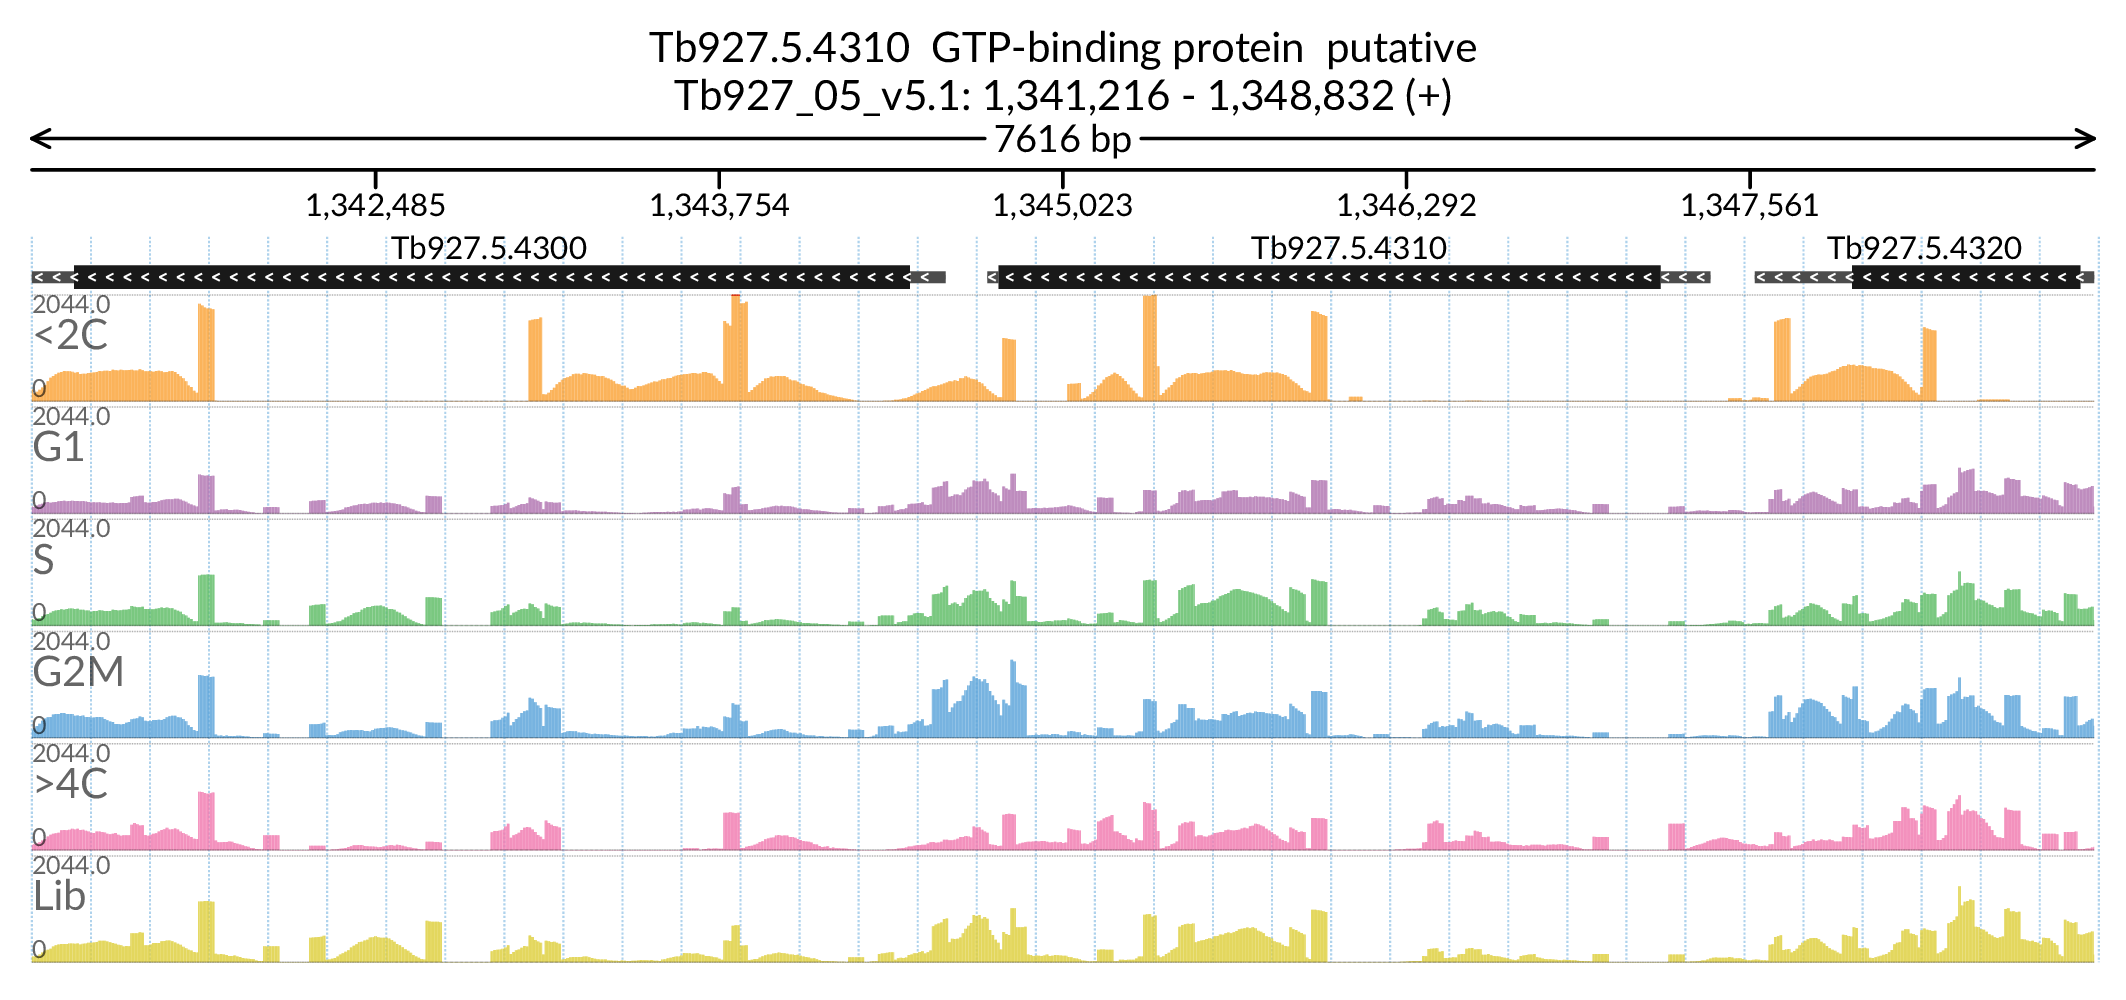 Tb927.5.4310  GTP-binding protein  putative
Tb927_05_v5.1: 1,341,216 - 1,348,832 (+)
7616 bp
1,342,485 1,343,754 1,345,023 1,346,292 1,347,561
Tb927.5.4300 Tb927.5.4310 Tb927.5.4320
2044.0
<2C
0
2044.0
G1
0
2044.0
S
0
2044.0
G2M
0
2044.0
>4C
0
2044.0
Lib
0